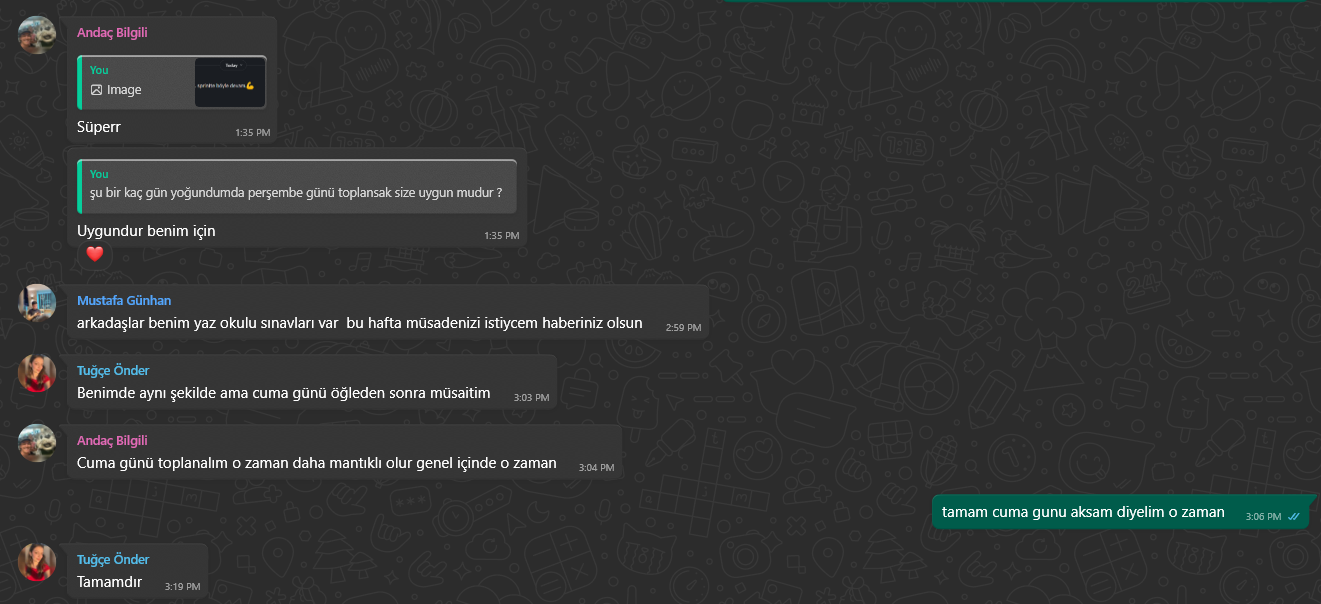 Andaç Bilgili
You
Image
Today
sprintte böyle devam💪
Süperr
1:35 PM
You
şu bir kaç gün yoğundumda perşembe günü toplansak size uygun mudur ?
Uygundur benim için
1:35 PM
❤️
Mustafa Günhan
arkadaşlar benim yaz okulu sınavları var bu hafta müsadenizi istiycem haberiniz olsun
2:59 PM
Tuğçe Önder
Benimde aynı şekilde ama cuma günü öğleden sonra müsaitim
3:03 PM
Andaç Bilgili
Cuma günü toplanalım o zaman daha mantıklı olur genel içinde o zaman
3:04 PM
tamam cuma gunu aksam diyelim o zaman
3:06 PM
Tuğçe Önder
Tamamdır
3:19 PM